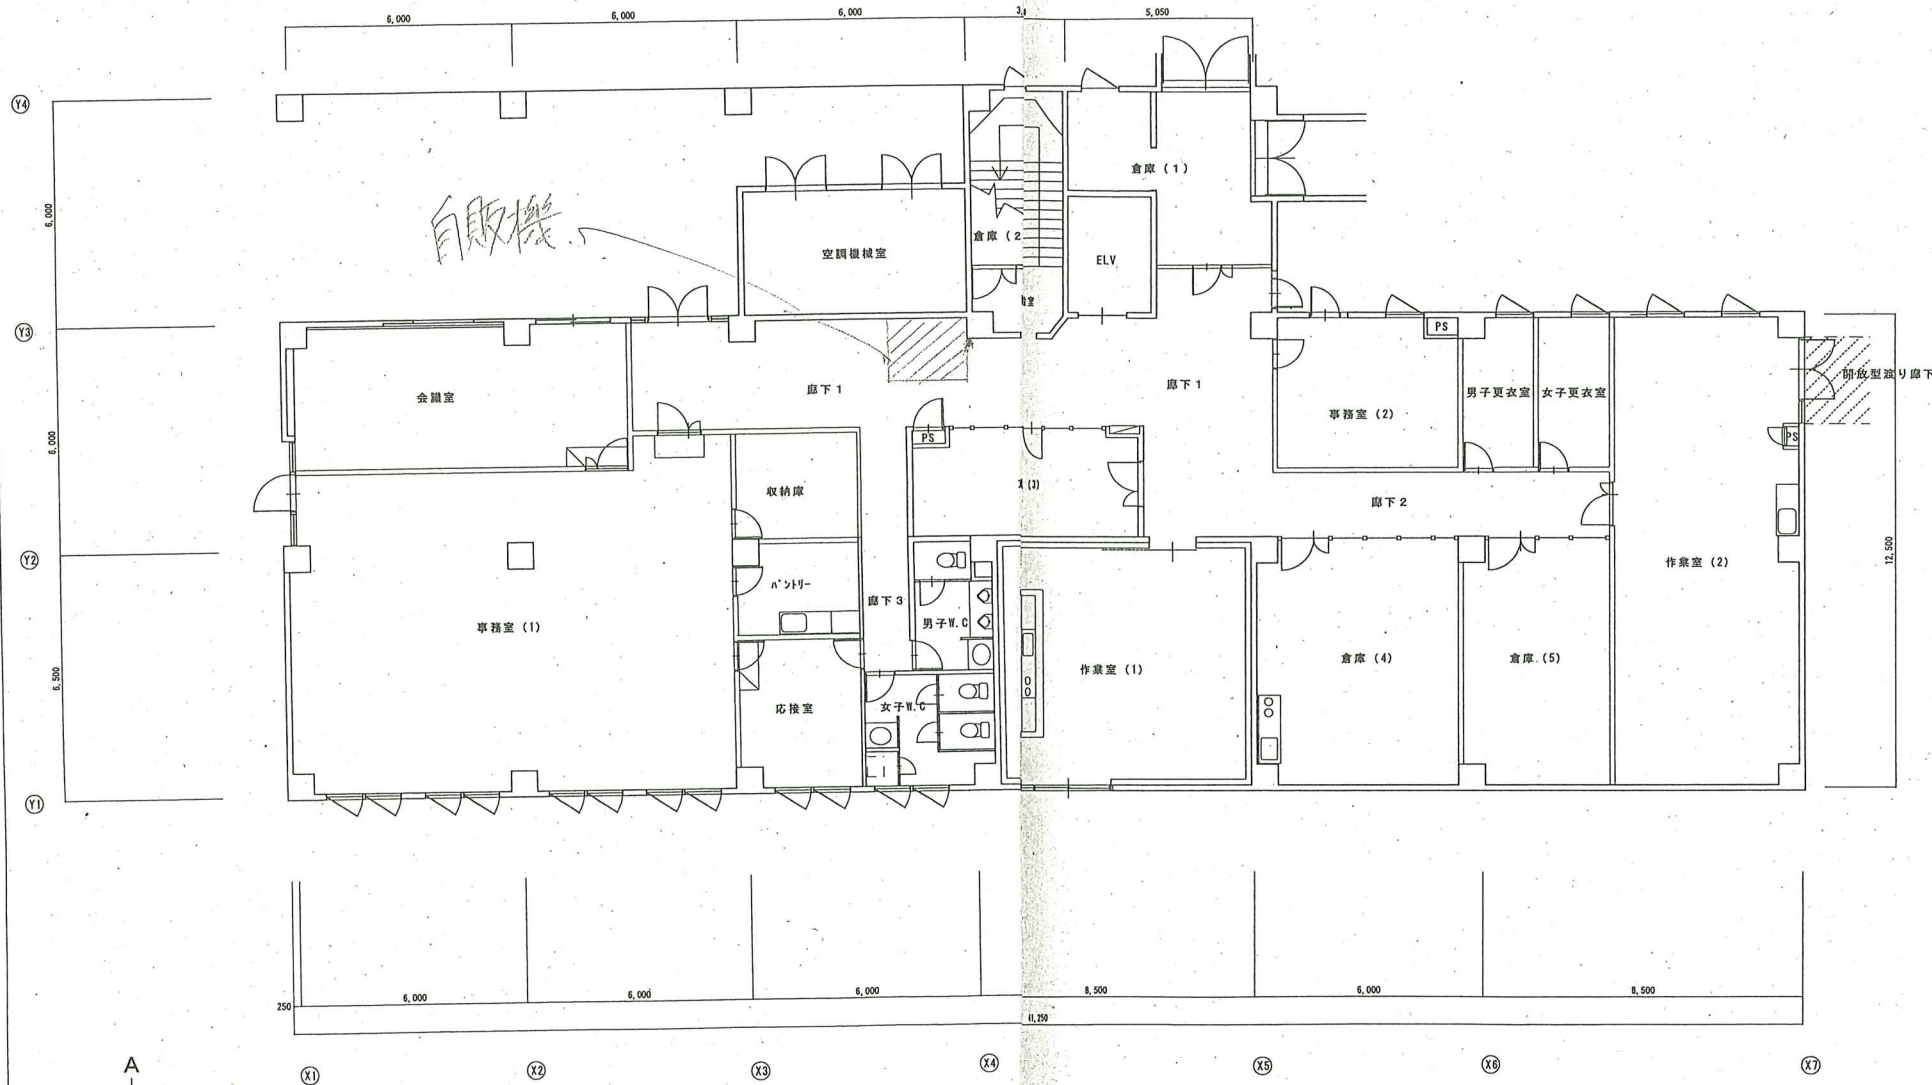 6,000
6,000
6,000
5,050
Y4
6,000
自販機
倉庫 (1)
空調機械室
倉庫 (2
ELV
室
Y3
PS
会議室
廊下1
廊下1
事務室 (2)
男子更衣室
女子更衣室
開放型渡り廊下
6,000
PS
PS
収納庫
(3)
廊下2
Y2
12,500
パントリー
廊下3
作業室 (2)
事務室 (1)
男子W.C
作業室 (1)
倉庫 (4)
倉庫 (5)
6,500
応接室
女子W.C
Y1
250
6,000
6,000
6,000
8,500
6,000
8,500
41,250
A
X1
X2
X3
X4
X5
X6
X7